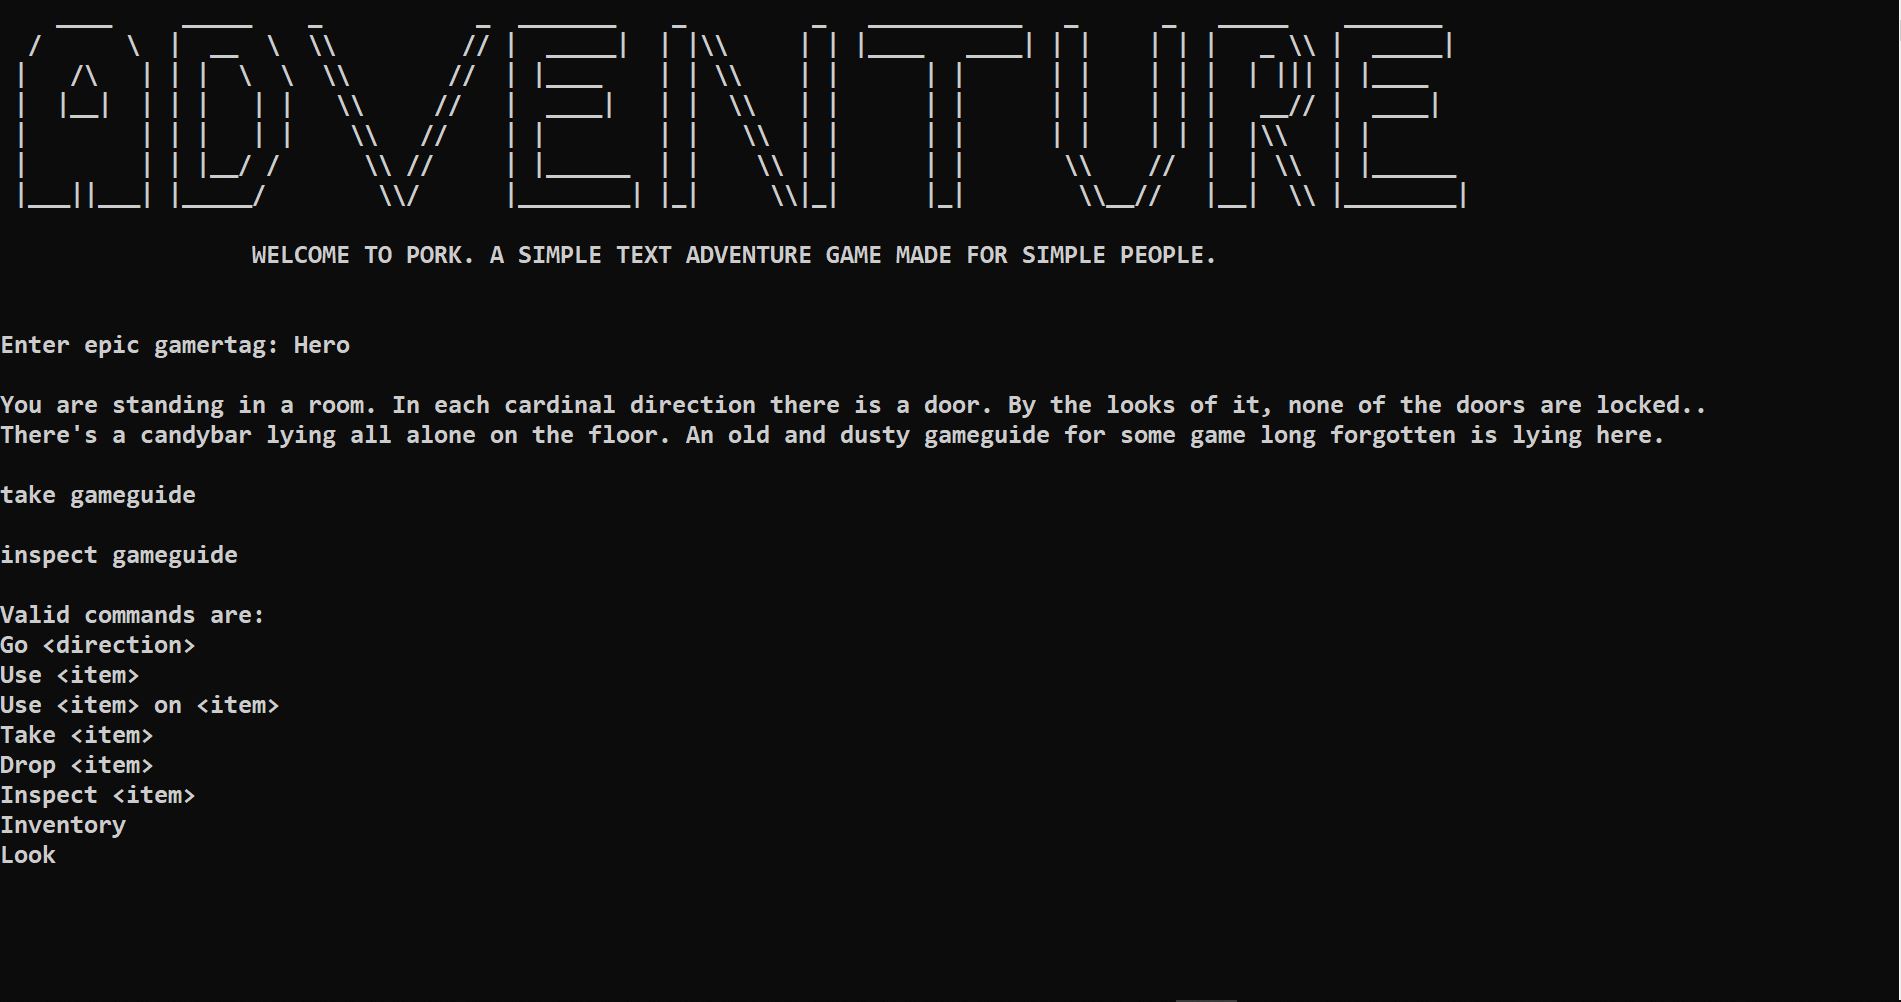 ADVENTURE
WELCOME TO PORK. A SIMPLE TEXT ADVENTURE GAME MADE FOR SIMPLE PEOPLE.
Enter epic gamertag: Hero
You are standing in a room. In each cardinal direction there is a door. By the looks of it, none of the doors are locked..
There's a candybar lying all alone on the floor. An old and dusty gameguide for some game long forgotten is lying here.
take gameguide
inspect gameguide
Valid commands are:
Go <direction>
Use <item>
Use <item> on <item>
Take <item>
Drop <item>
Inspect <item>
Inventory
Look